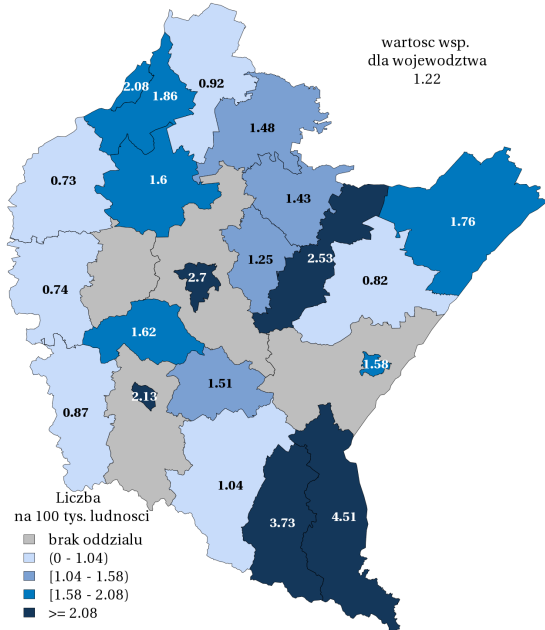 wartosc wsp.
dla wojewodztwa
1.22
0.92
2.08
1.86
1.48
0.73
1.6
1.43
1.76
1.25
2.53
2.7
0.82
0.74
1.62
1.58
1.51
2.13
0.87
1.04
3.73
4.51
Liczba
na 100 tys. ludnosci
brak oddzialu
(0 - 1.04)
[1.04 - 1.58)
[1.58 - 2.08)
>= 2.08